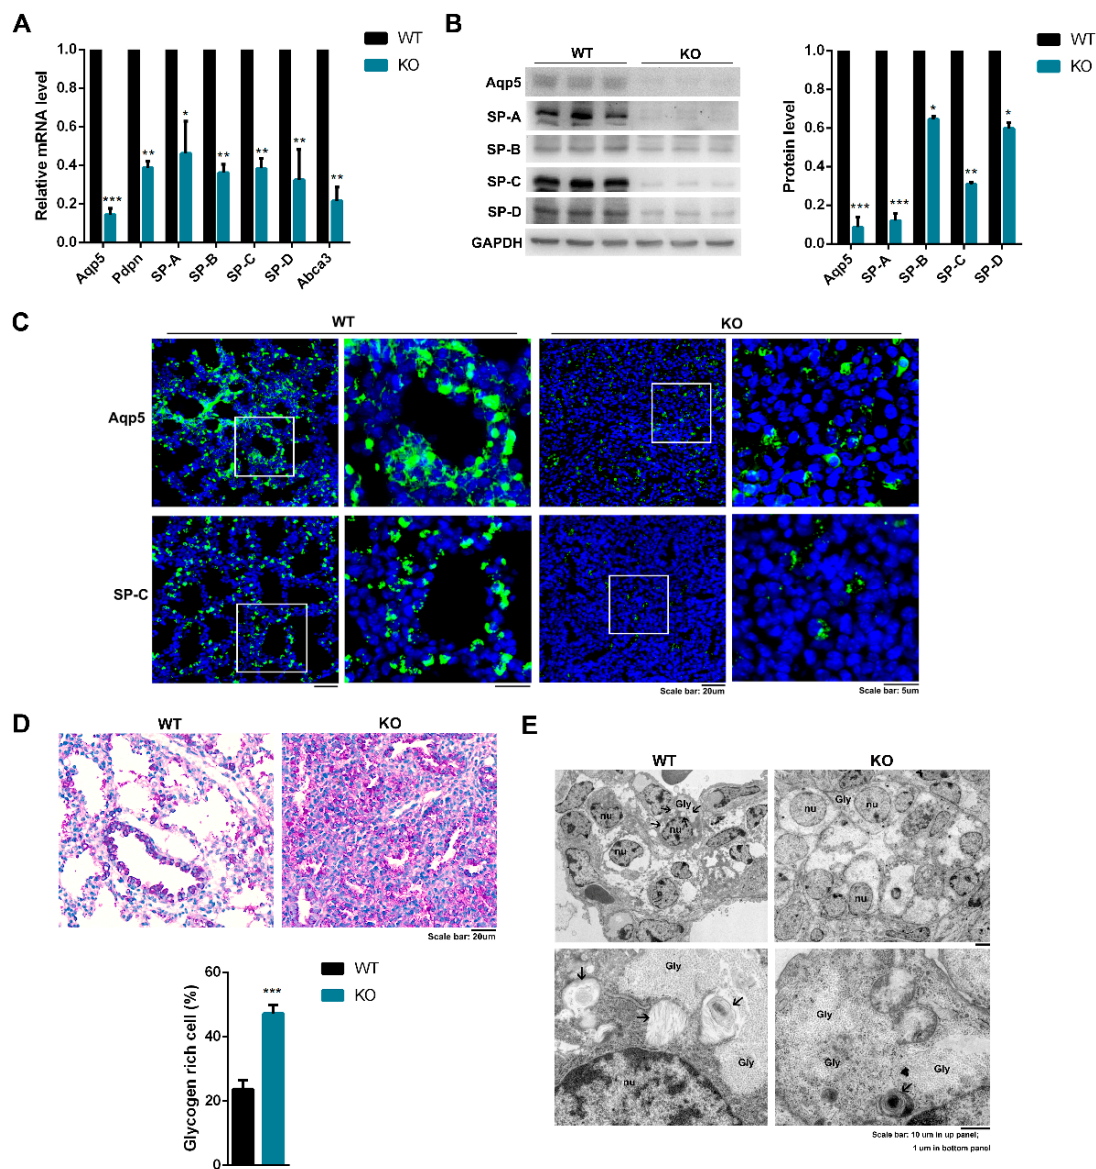 A
WT
KO
Relative mRNA level
1.0
0.8
0.6
0.4
0.2
0.0
*
**
**
**
**
**
***
Aqp5
Pdpn
SP-A
SP-B
SP-C
SP-D
Abca3
B
WT
KO
Aqp5
SP-A
SP-B
SP-C
SP-D
GAPDH
WT
KO
Protein level
1.0
0.8
0.6
0.4
0.2
0.0
***
***
*
**
*
Aqp5
SP-A
SP-B
SP-C
SP-D
C
WT
KO
Aqp5
SP-C
Scale bar: 20um
Scale bar: 5um
D
WT
KO
Scale bar: 20um
WT
KO
Glycogen rich cell (%)
60
40
20
0
***
E
WT
KO
nu
Gly
nu
Gly
nu
nu
Gly
Gly
nu
Gly
Gly
Gly
Scale bar: 10 um in up panel;
1 um in bottom panel